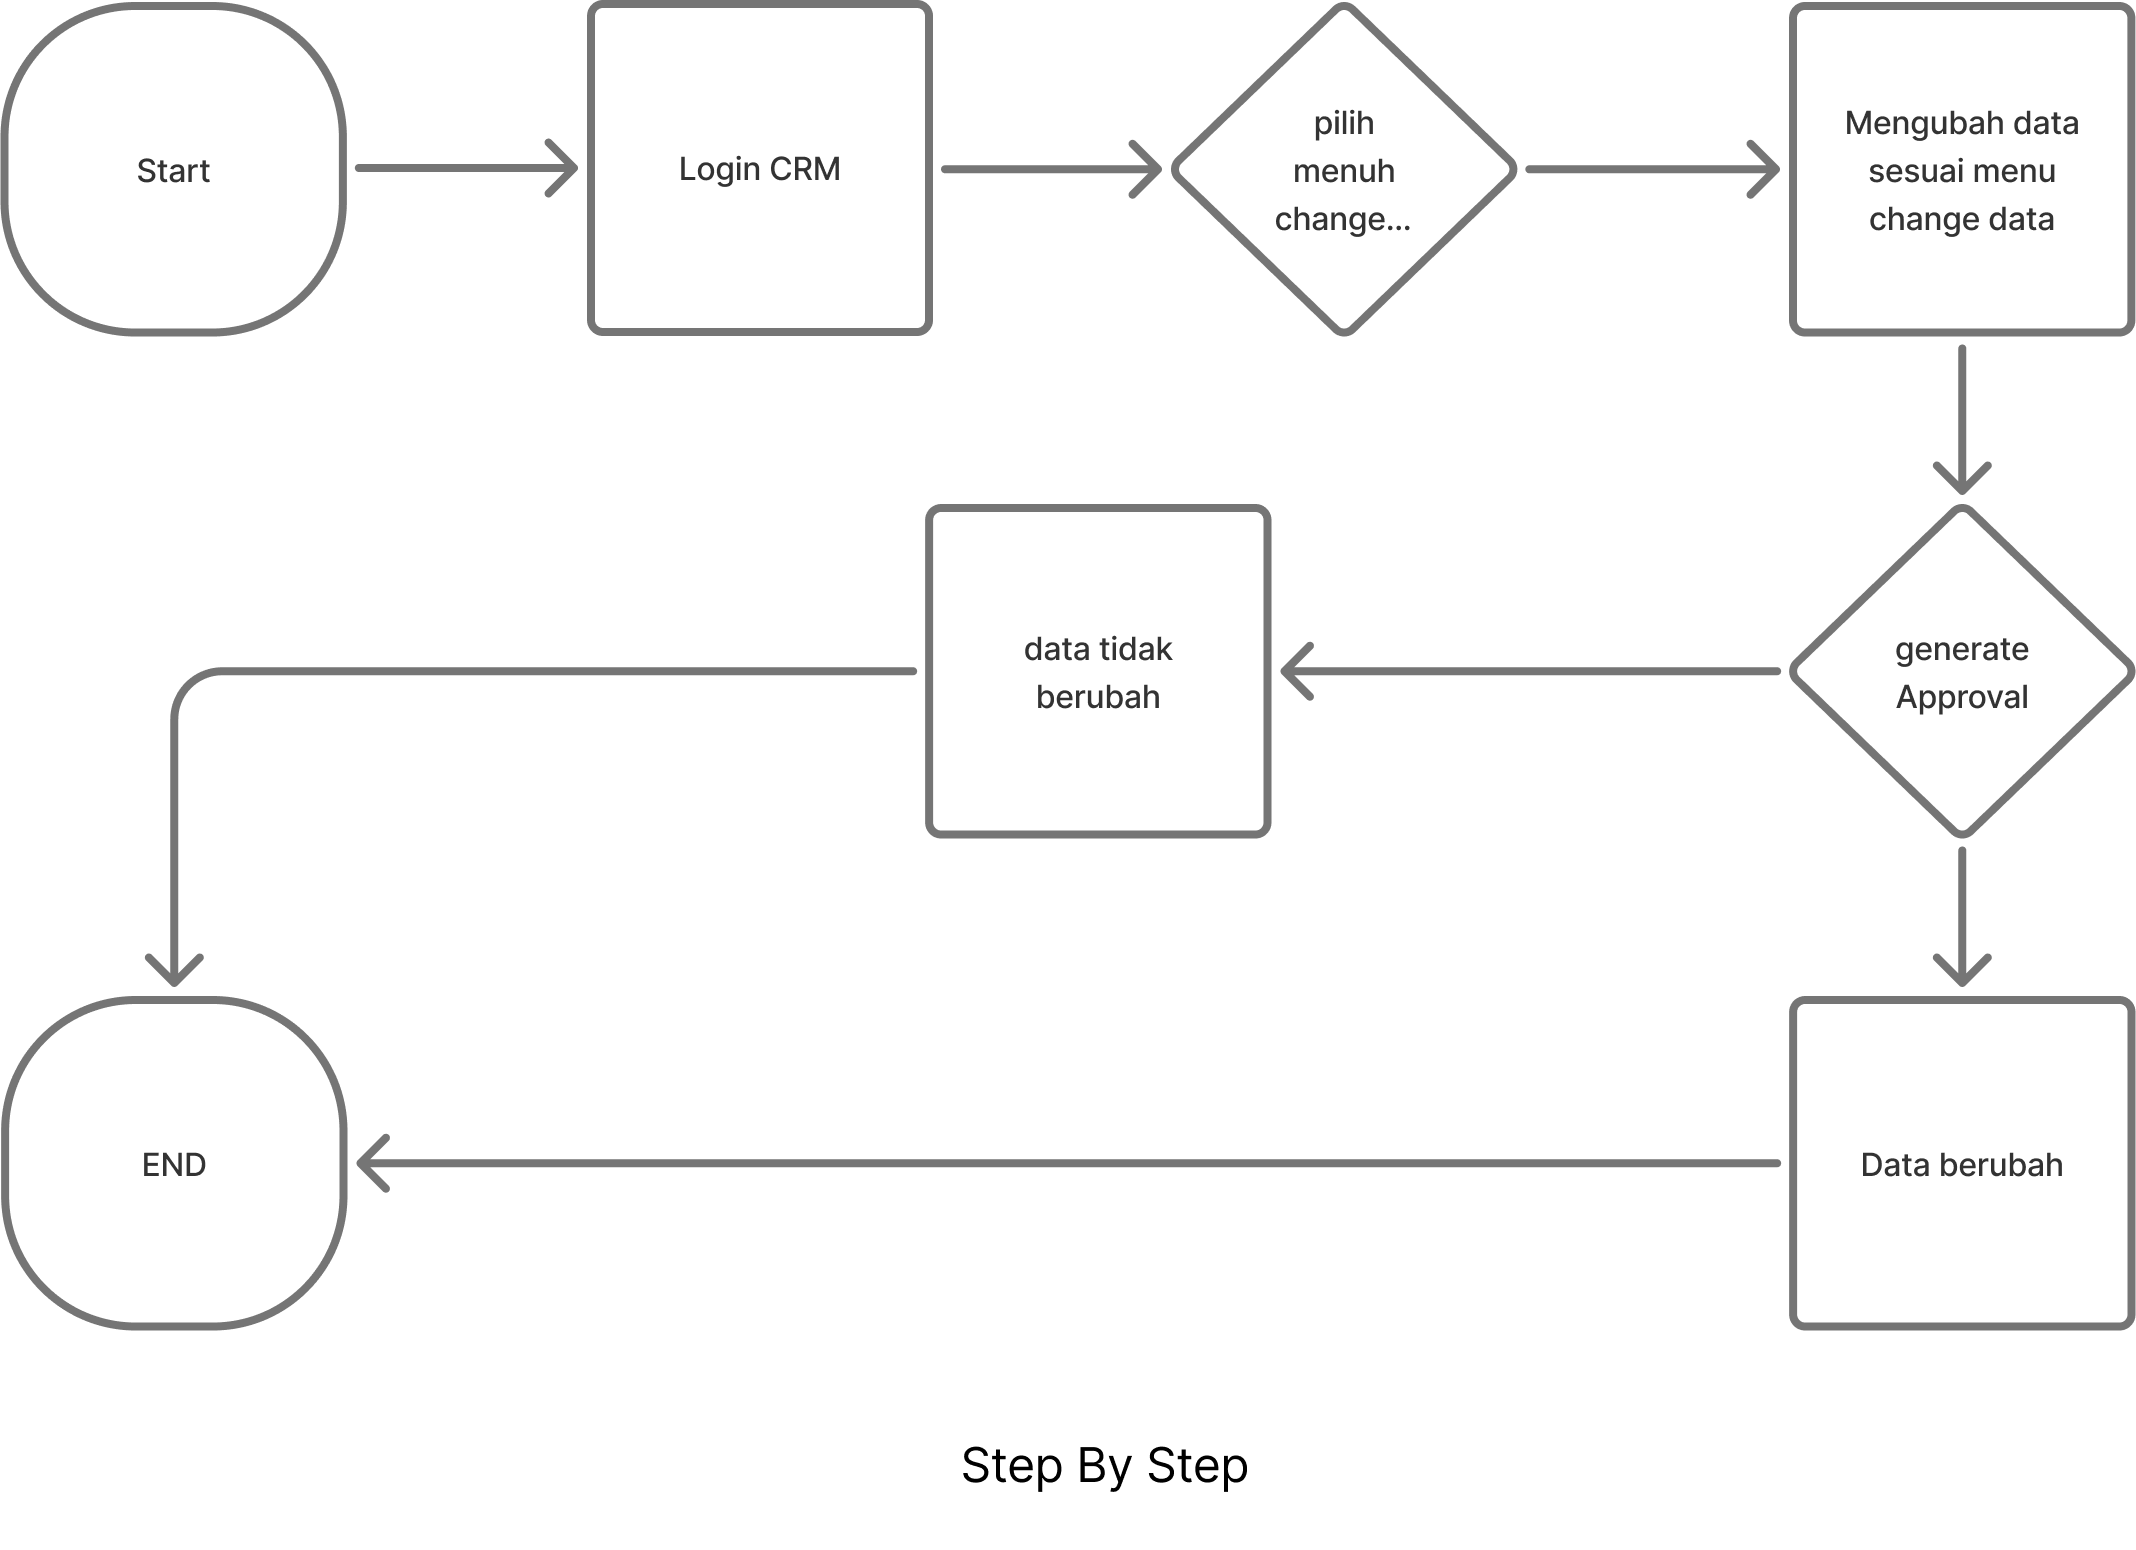 Start
Login CRM
pilih
menuh
change...
Mengubah data
sesuai menu
change data
generate
Approval
data tidak
berubah
Data berubah
END
Step By Step